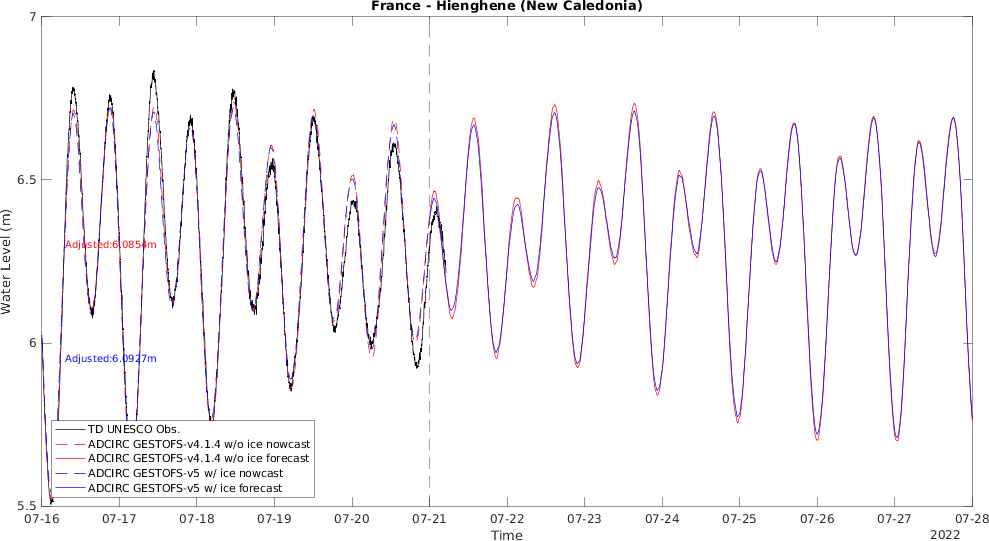 France - Hienghene (New Caledonia)
7
6.5
6
5.5
Water Level (m)
Adjusted:6.0854m
Adjusted:6.0927m
TD UNESCO Obs.
ADCIRC GESTOFS-v4.1.4 w/o ice nowcast
ADCIRC GESTOFS-v4.1.4 w/o ice forecast
ADCIRC GESTOFS-v5 w/ ice nowcast
ADCIRC GESTOFS-v5 w/ ice forecast
07-16 07-17 07-18 07-19 07-20 07-21 07-22 07-23 07-24 07-25 07-26 07-27 07-28
Time
2022